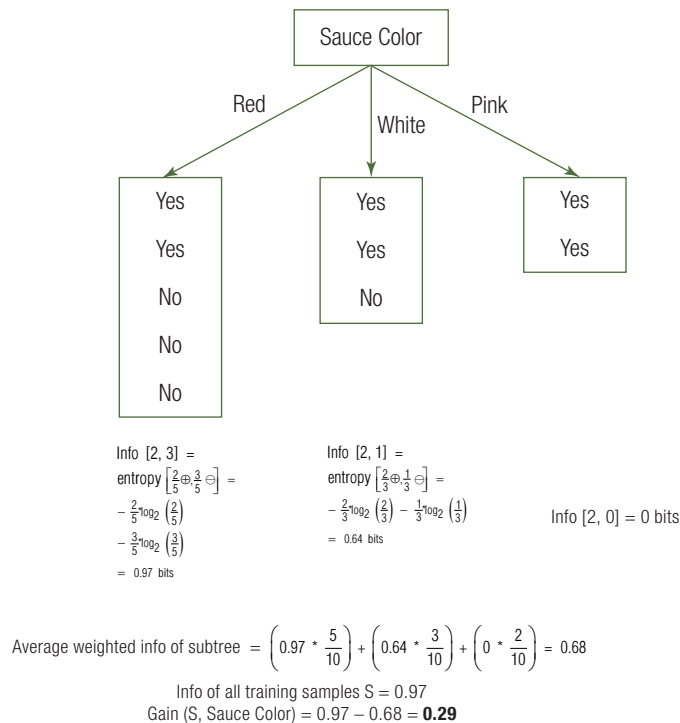 Sauce Color
Red
White
Pink
Yes
Yes
No
No
No
Yes
Yes
No
Yes
Yes
Info [2, 3] =
entropy [2/5⊕,3/5 ⊖] =
− 2/5*log2 (2/5)
− 3/5*log2 (3/5)
= 0.97 bits
Info [2, 1] =
entropy [2/3⊕,1/3 ⊖] =
− 2/3*log2 (2/3) − 1/3*log2 (1/3)
= 0.64 bits
Info [2, 0] = 0 bits
Average weighted info of subtree = (0.97 * 5/10) + (0.64 * 3/10) + (0 * 2/10) = 0.68
Info of all training samples S = 0.97
Gain (S, Sauce Color) = 0.97 – 0.68 = 0.29